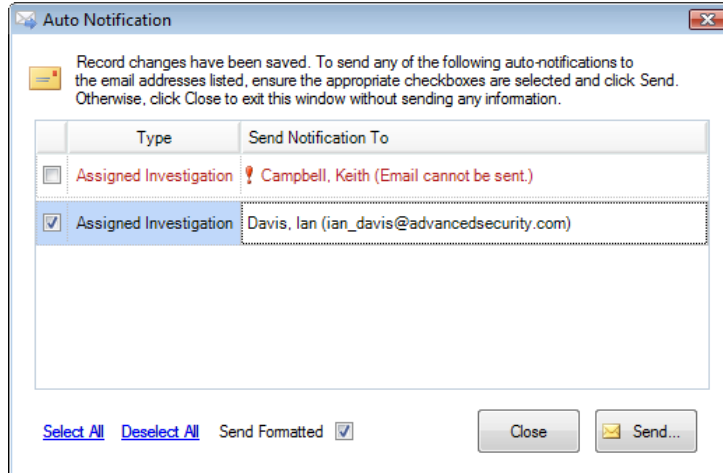 Auto Notification
Record changes have been saved. To send any of the following auto-notifications to
the email addresses listed, ensure the appropriate checkboxes are selected and click Send.
Otherwise, click Close to exit this window without sending any information.
Type Send Notification To
Assigned Investigation Campbell, Keith (Email cannot be sent.)
Assigned Investigation Davis, Ian (ian_davis@advancedsecurity.com)
Select All Deselect All Send Formatted Close Send...